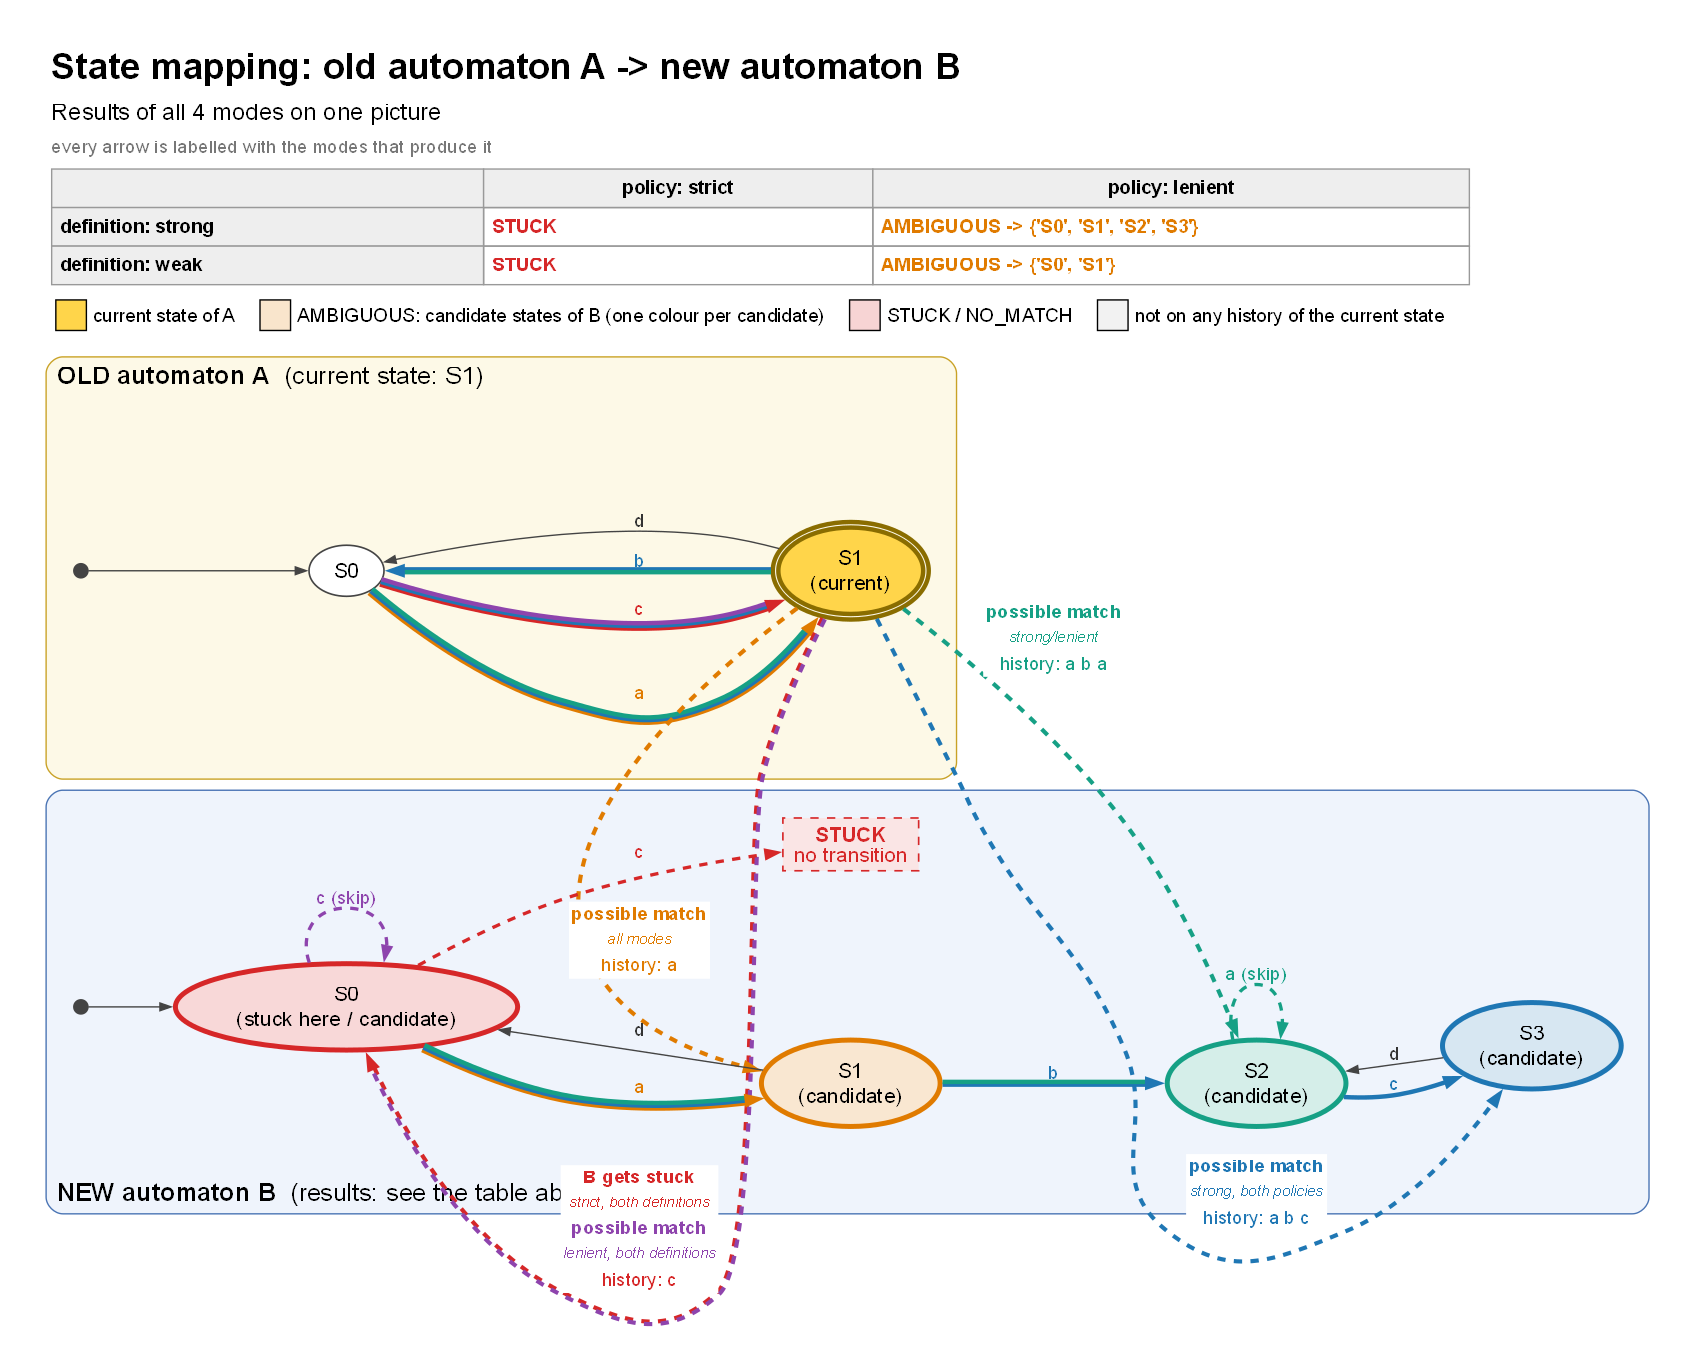 State mapping: old automaton A -> new automaton B
Results of all 4 modes on one picture
every arrow is labelled with the modes that produce it
policy: strict policy: lenient
definition: strong STUCK AMBIGUOUS -> {'S0', 'S1', 'S2', 'S3'}
definition: weak STUCK AMBIGUOUS -> {'S0', 'S1'}
current state of A AMBIGUOUS: candidate states of B (one colour per candidate) STUCK / NO_MATCH not on any history of the current state
OLD automaton A (current state: S1)
d
b
S0
S1
(current)
c
a
possible match
strong/lenient
history: a b a
STUCK
no transition
c
c (skip)
possible match
all modes
history: a
a (skip)
S0
(stuck here / candidate)
d
S1
(candidate)
a
b
S2
(candidate)
d
c
S3
(candidate)
NEW automaton B (results: see the table ab
B gets stuck
strict, both definitions
possible match
lenient, both definitions
history: c
possible match
strong, both policies
history: a b c